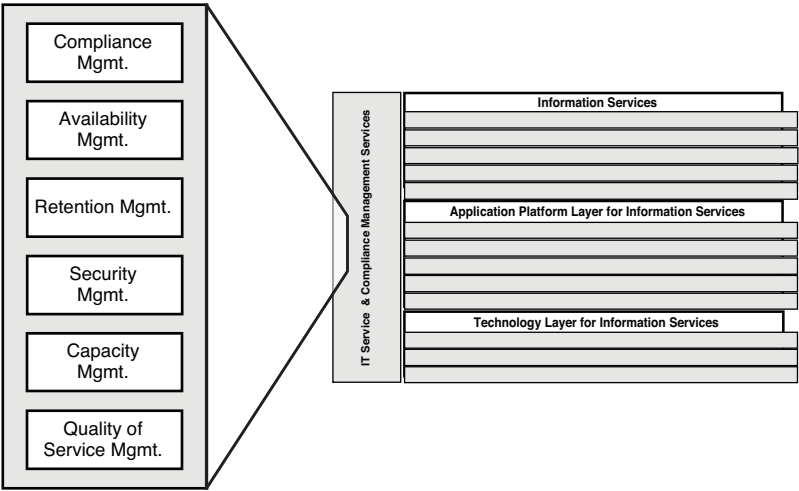 Compliance
Mgmt.
Availability
Mgmt.
Retention Mgmt.
Security
Mgmt.
Capacity
Mgmt.
Quality of
Service Mgmt.
IT Service & Compliance Management Services
Information Services
Application Platform Layer for Information Services
Technology Layer for Information Services